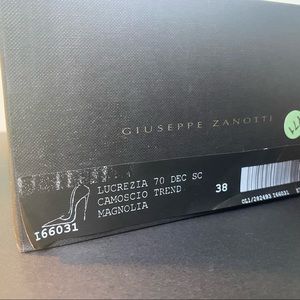 GIUSEPPE ZANOTTI
LUCREZIA 70 DEC SC
CAMOSCIO TREND
MAGNOLIA
38
I66031